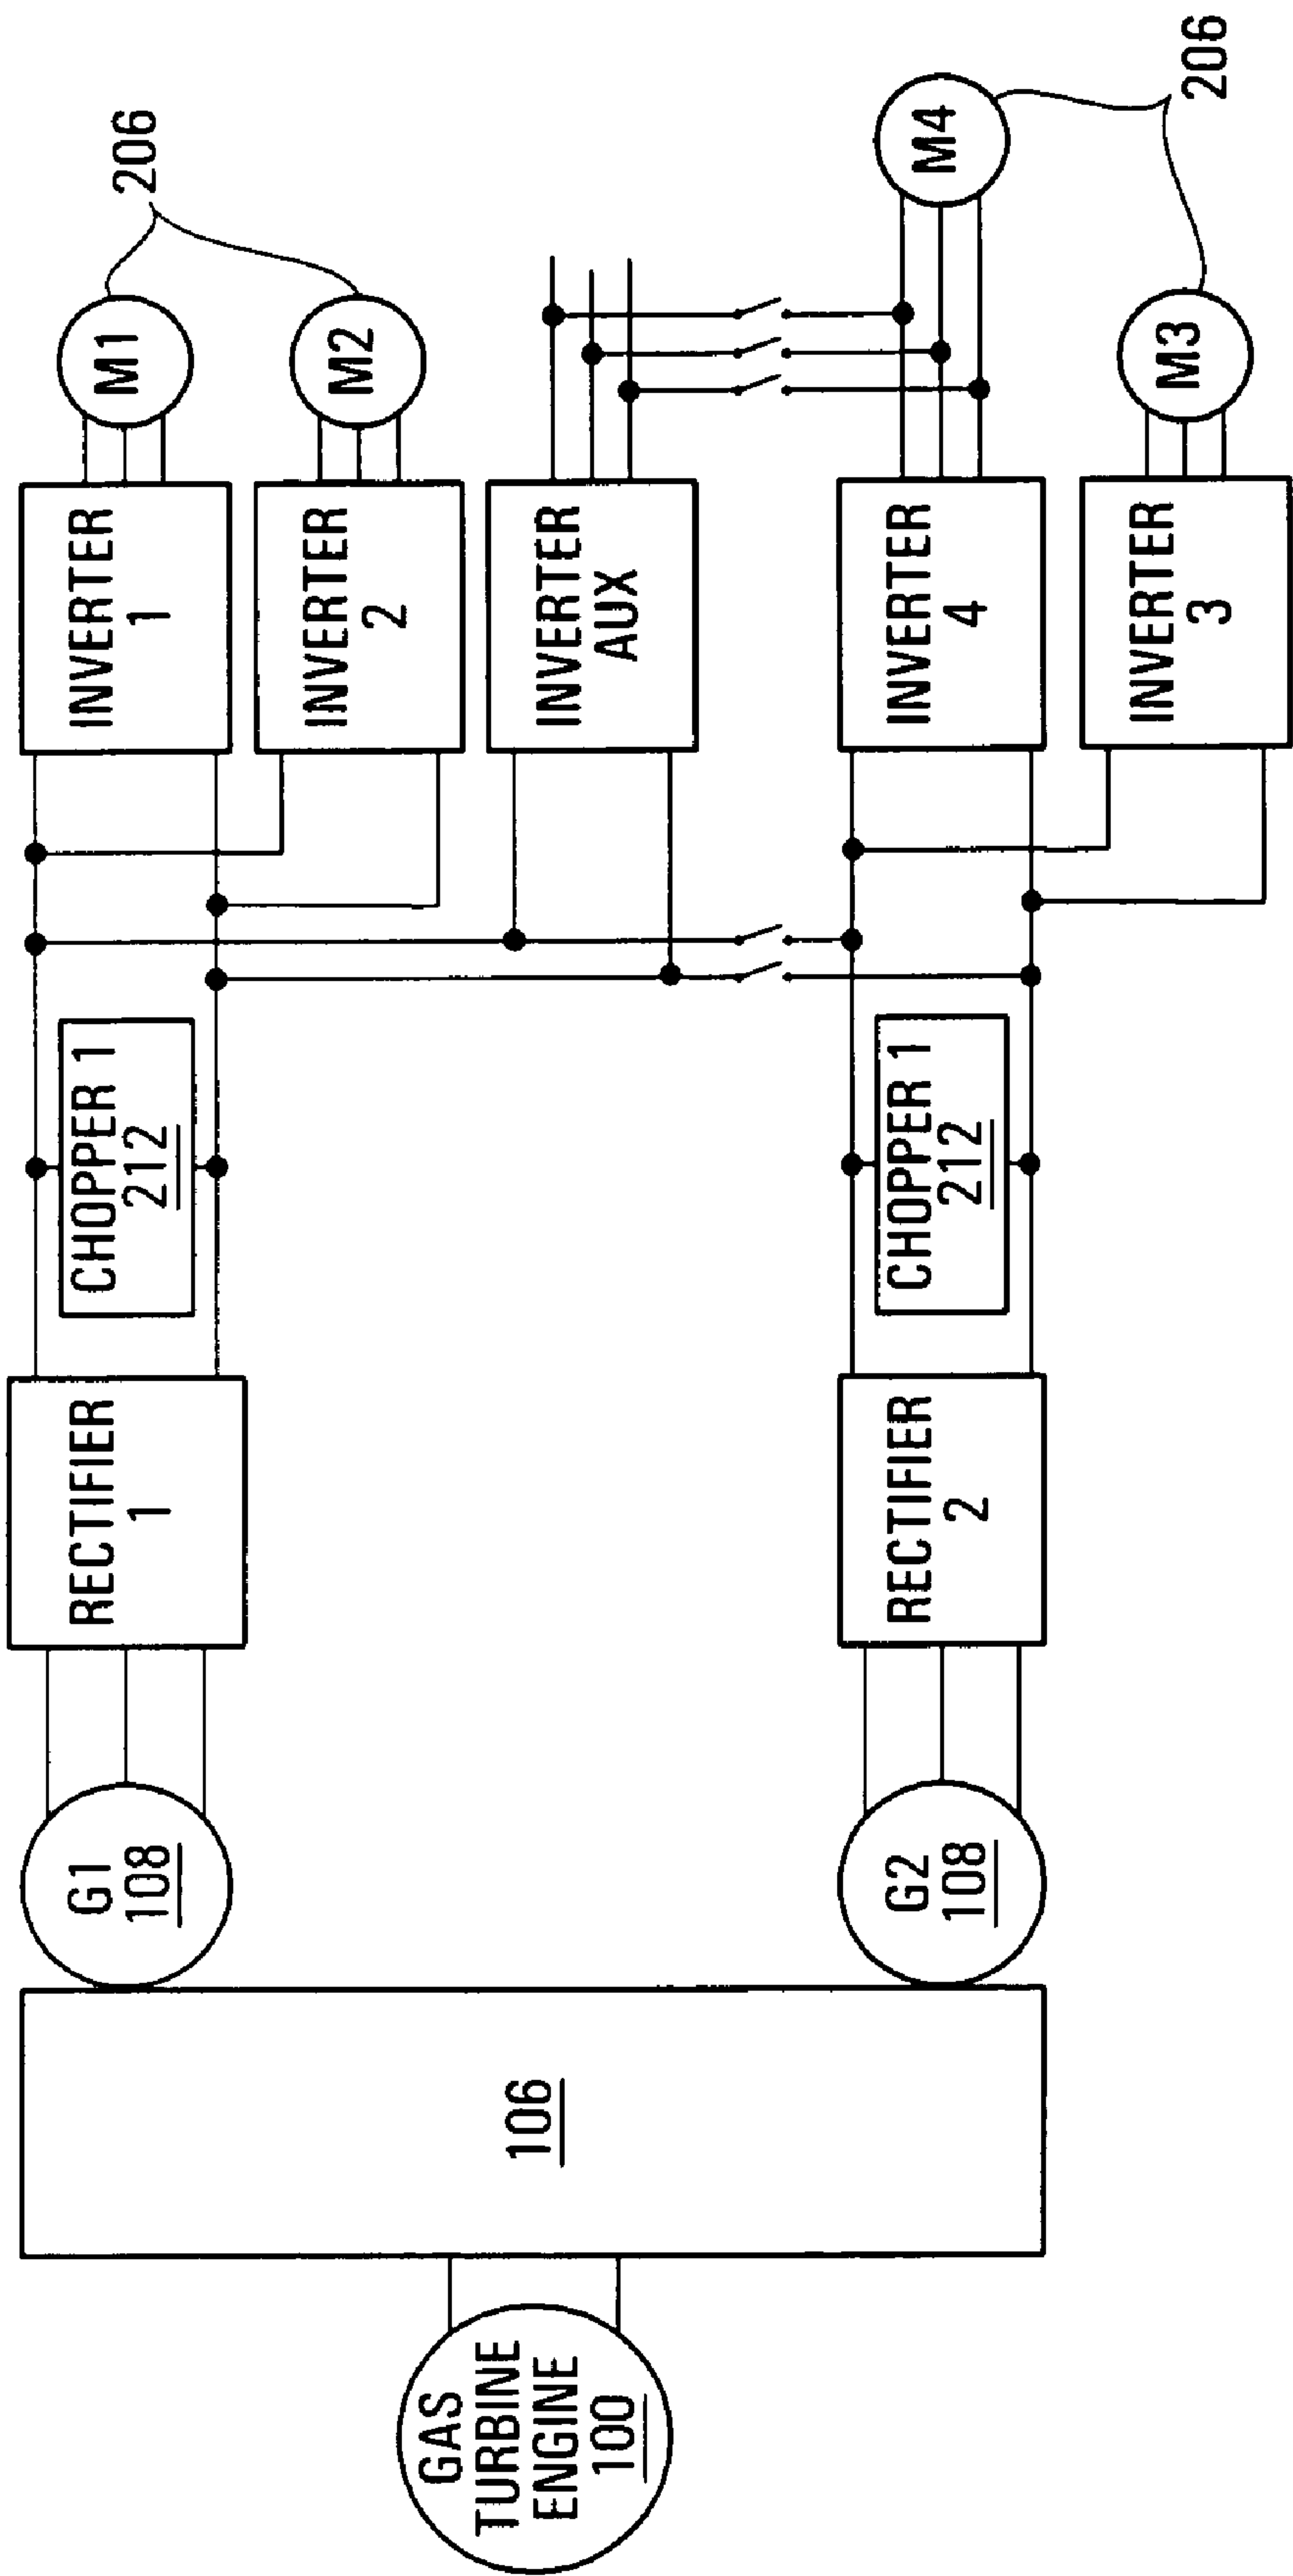 GAS
TURBINE
ENGINE
100
106
G1
108
G2
108
RECTIFIER
1
RECTIFIER
2
CHOPPER 1
212
CHOPPER 1
212
INVERTER
1
INVERTER
2
INVERTER
AUX
INVERTER
4
INVERTER
3
M1
M2
206
M4
M3
206